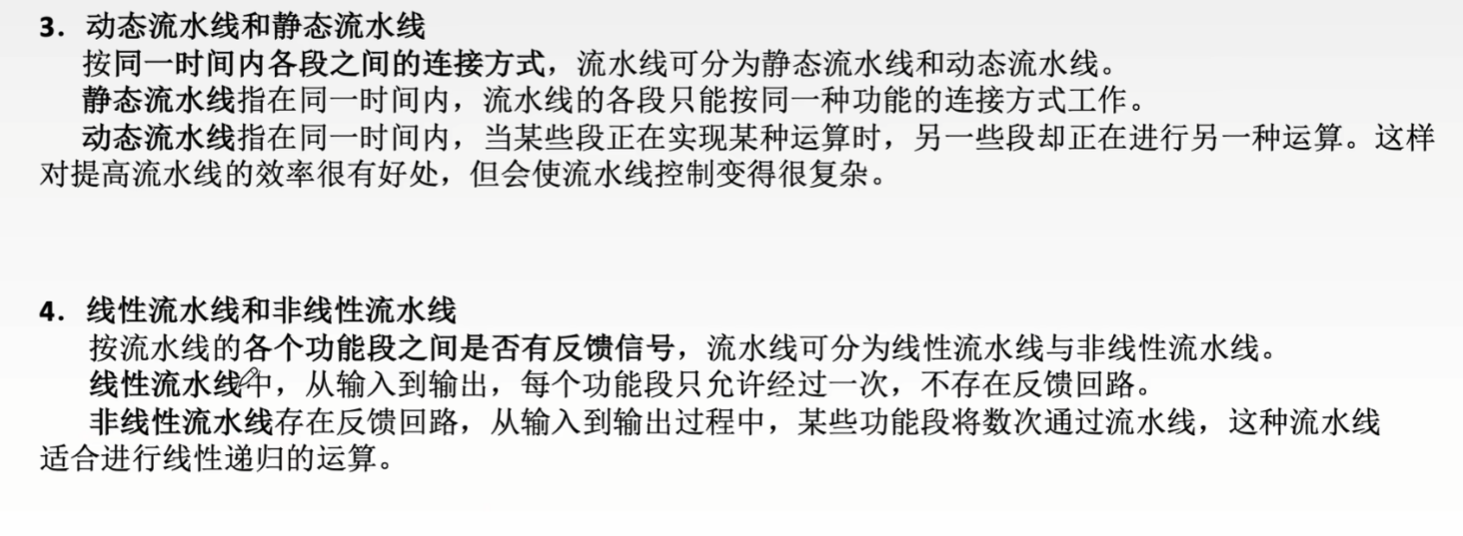 3. 动态流水线和静态流水线
按同一时间内各段之间的连接方式，流水线可分为静态流水线和动态流水线。
静态流水线指在同一时间内，流水线的各段只能按同一种功能的连接方式工作。
动态流水线指在同一时间内，当某些段正在实现某种运算时，另一些段却正在进行另一种运算。这样
对提高流水线的效率很有好处，但会使流水线控制变得很复杂。
4. 线性流水线和非线性流水线
按流水线的各个功能段之间是否有反馈信号，流水线可分为线性流水线与非线性流水线。
线性流水线中，从输入到输出，每个功能段只允许经过一次，不存在反馈回路。
非线性流水线存在反馈回路，从输入到输出过程中，某些功能段将数次通过流水线，这种流水线
适合进行线性递归的运算。